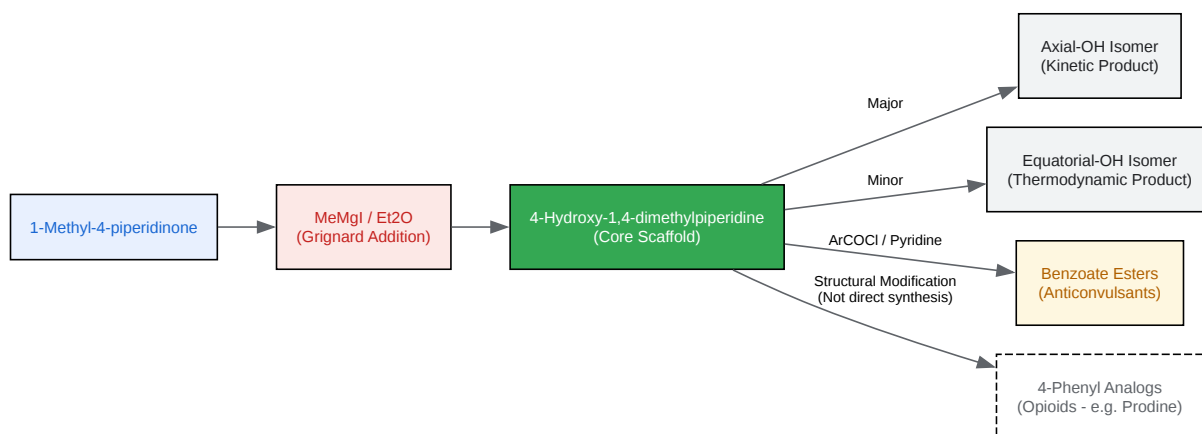 1-Methyl-4-piperidinone
MeMgI / Et2O
(Grignard Addition)
4-Hydroxy-1,4-dimethylpiperidine
(Core Scaffold)
Major
Minor
ArCOCl / Pyridine
Structural Modification
(Not direct synthesis)
Axial-OH Isomer
(Kinetic Product)
Equatorial-OH Isomer
(Thermodynamic Product)
Benzoate Esters
(Anticonvulsants)
4-Phenyl Analogs
(Opioids - e.g. Prodine)